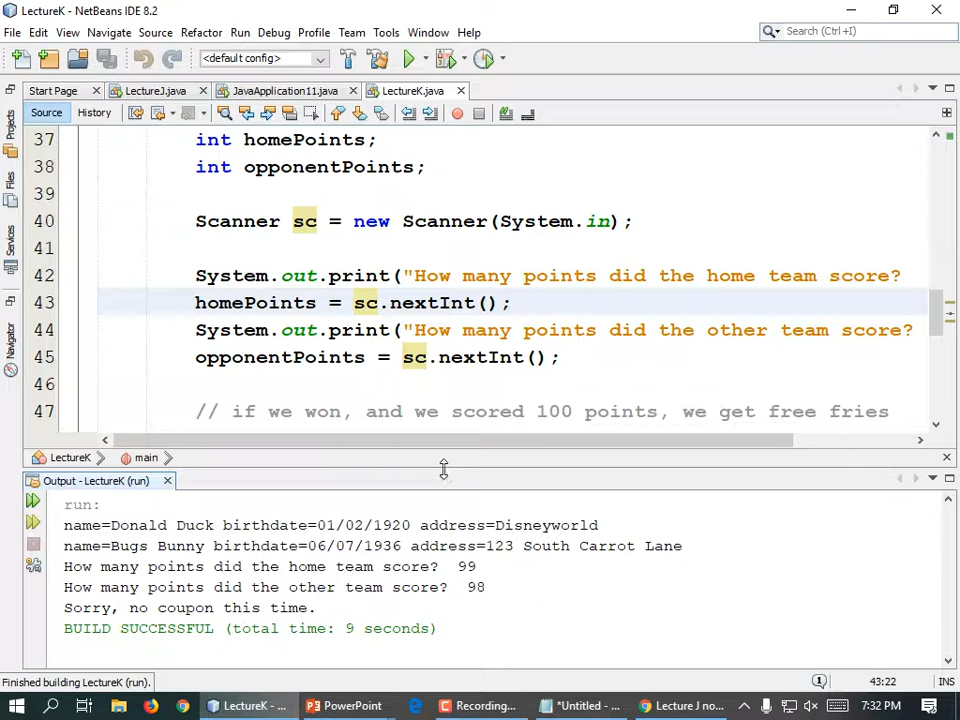 LectureK - NetBeans IDE 8.2
File Edit View Navigate Source Refactor Run Debug Profile Team Tools Window Help
Search (Ctrl+I)
<default config>
Start Page LectureJ.java JavaApplication11.java LectureK.java
Source History
Projects
Files
Services
Navigator
37 int homePoints;
38 int opponentPoints;
39
40 Scanner sc = new Scanner(System.in);
41
42 System.out.print("How many points did the home team score?
43 homePoints = sc.nextInt();
44 System.out.print("How many points did the other team score?
45 opponentPoints = sc.nextInt();
46
47 // if we won, and we scored 100 points, we get free fries
LectureK main
Output - LectureK (run)
run:
name=Donald Duck birthdate=01/02/1920 address=Disneyworld
name=Bugs Bunny birthdate=06/07/1936 address=123 South Carrot Lane
How many points did the home team score?  99
How many points did the other team score?  98
Sorry, no coupon this time.
BUILD SUCCESSFUL (total time: 9 seconds)
Finished building LectureK (run).
1
43:22
INS
LectureK - ... PowerPoint Recording... *Untitled - ... Lecture J no... 7:32 PM